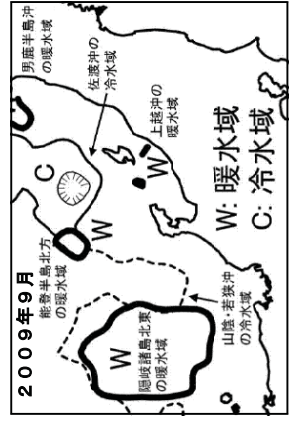 2009年9月
能登半島北方
の暖水域
男鹿半島沖
の暖水域
佐渡沖の
冷水域
上越沖の
暖水域
隠岐諸島北東
の暖水域
山陰・若狭沖
の冷水域
C
W
W
W
W: 暖水域
C: 冷水域